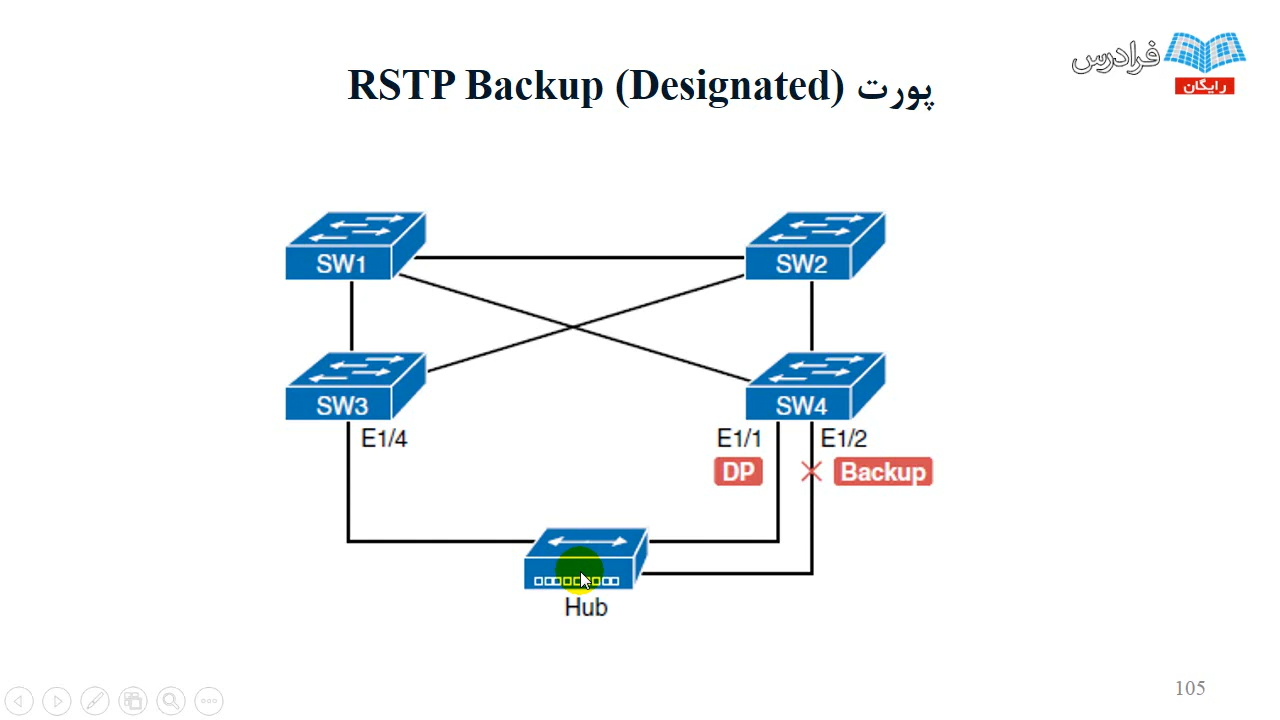 فرادرس
رایگان
پورت RSTP Backup (Designated)
SW1
SW2
SW3
SW4
E1/4
E1/1
E1/2
DP
Backup
Hub
105